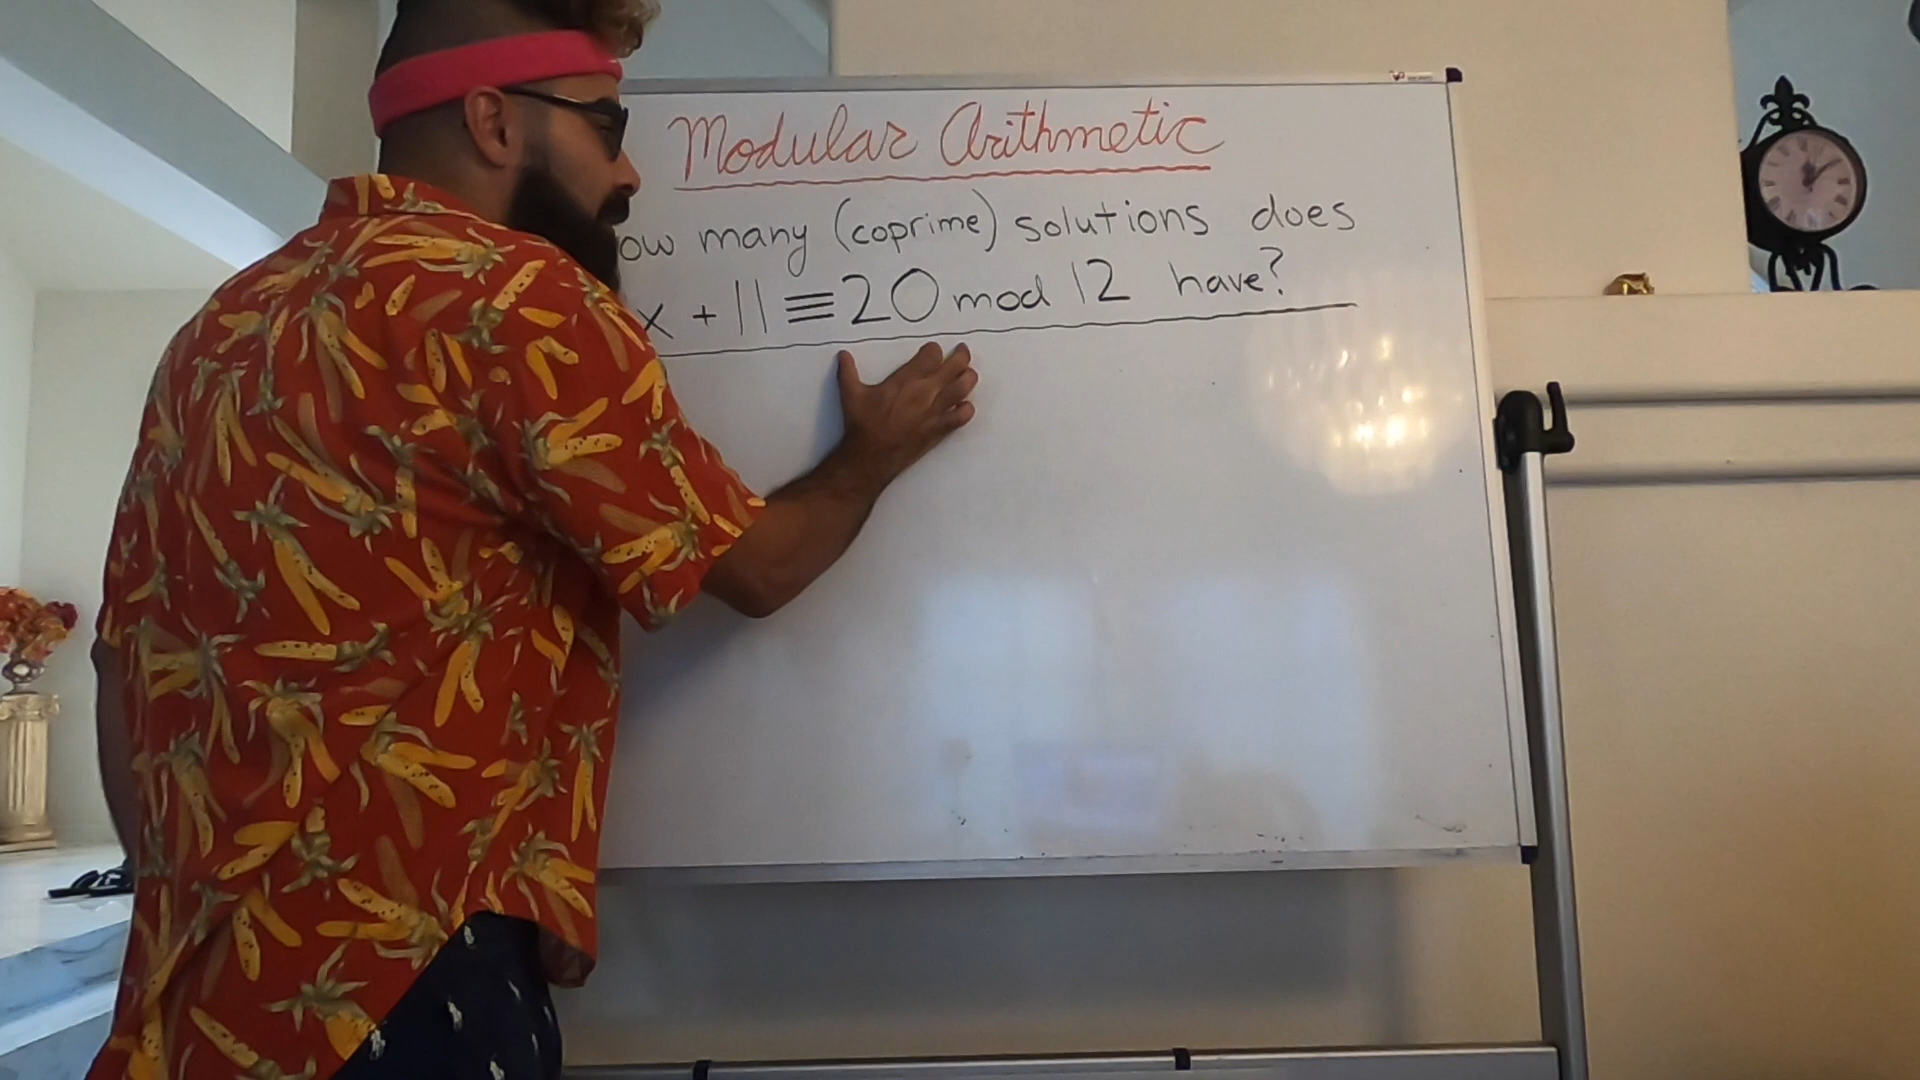 Modular Arithmetic
ow many (coprime) solutions does
x + 11 ≡ 20 mod 12 have?